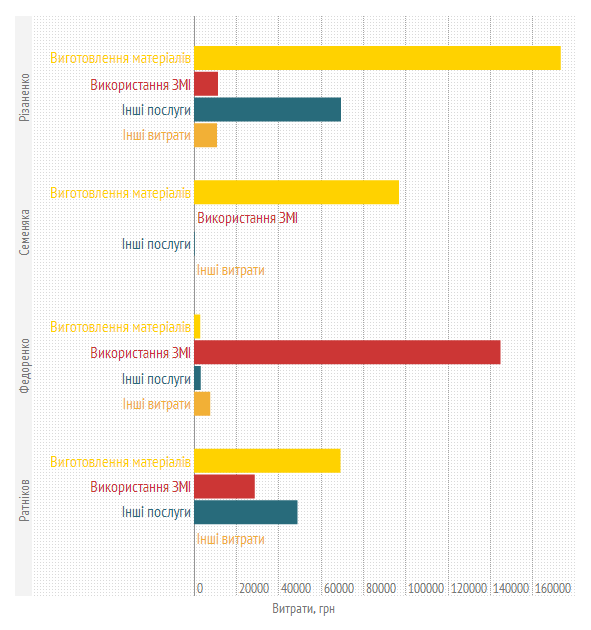 Різаненко
Виготовлення матеріалів
Використання ЗМІ
Інші послуги
Інші витрати
Семеняка
Виготовлення матеріалів
Використання ЗМІ
Інші послуги
Інші витрати
Федоренко
Виготовлення матеріалів
Використання ЗМІ
Інші послуги
Інші витрати
Ратніков
Виготовлення матеріалів
Використання ЗМІ
Інші послуги
Інші витрати
0 20000 40000 60000 80000 100000 120000 140000 160000
Витрати, грн